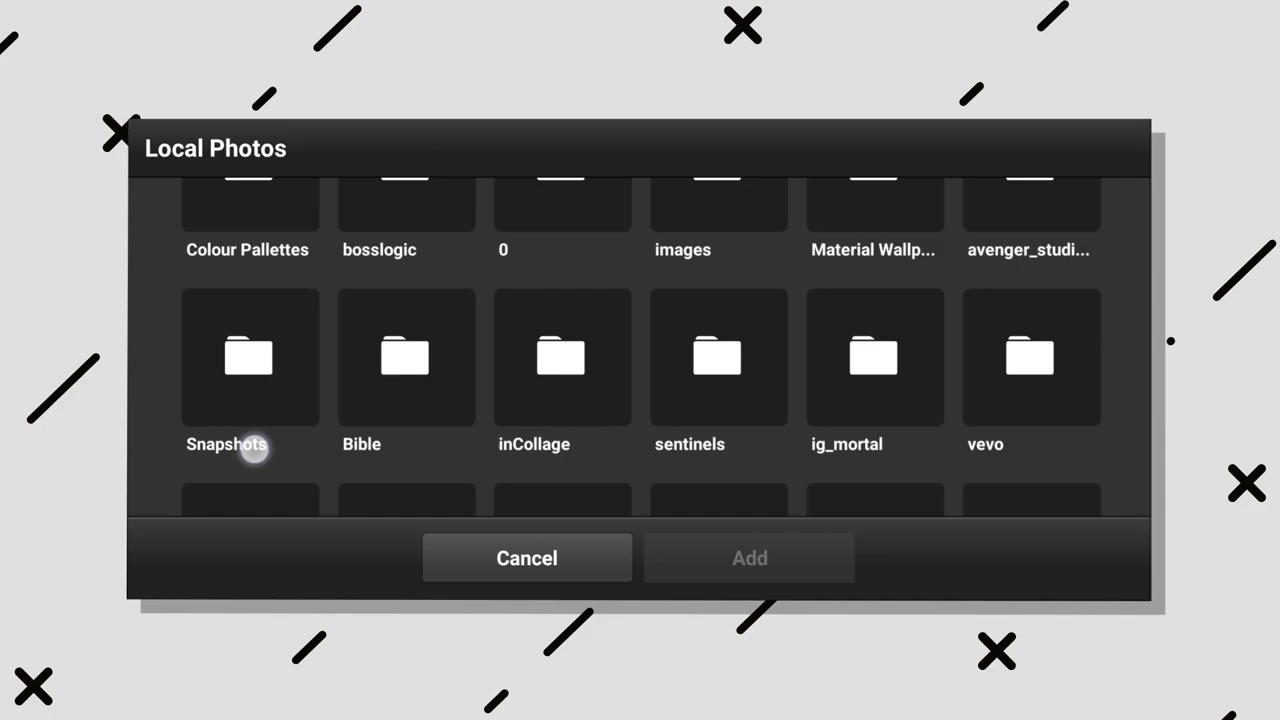 Local Photos
Colour Pallettes bosslogic 0 images Material Wallp... avenger_studi...
Snapshots Bible inCollage sentinels ig_mortal vevo
Cancel Add